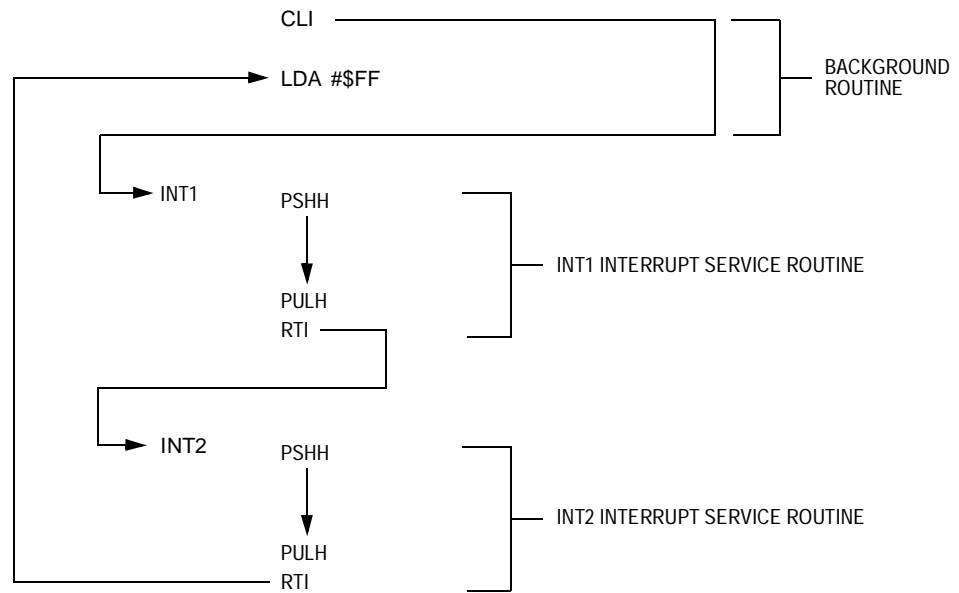 CLI
LDA #$FF
BACKGROUND
ROUTINE
INT1
PSHH
INT1 INTERRUPT SERVICE ROUTINE
PULH
RTI
INT2
PSHH
INT2 INTERRUPT SERVICE ROUTINE
PULH
RTI